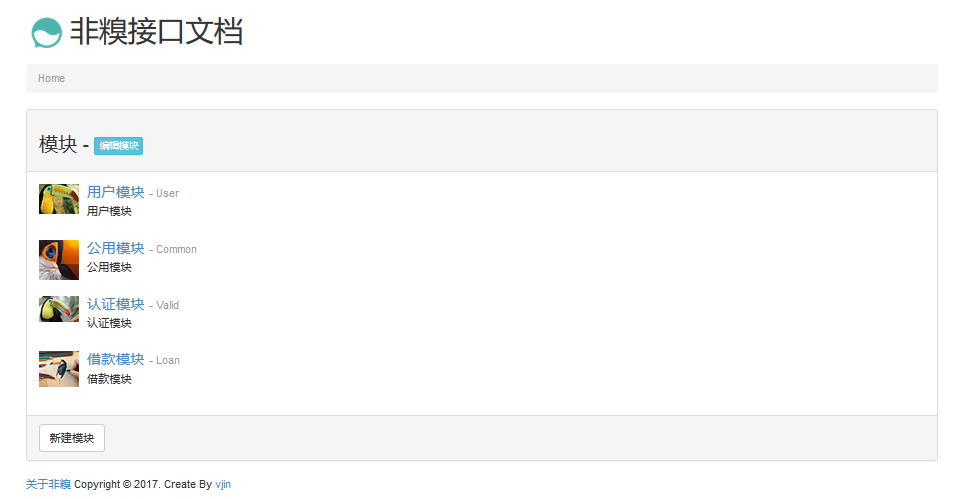 非糗接口文档
Home
模块 - 编辑模块
用户模块 - User
用户模块
公用模块 - Common
公用模块
认证模块 - Valid
认证模块
借款模块 - Loan
借款模块
新建模块
关于非糗 Copyright © 2017. Create By vjin